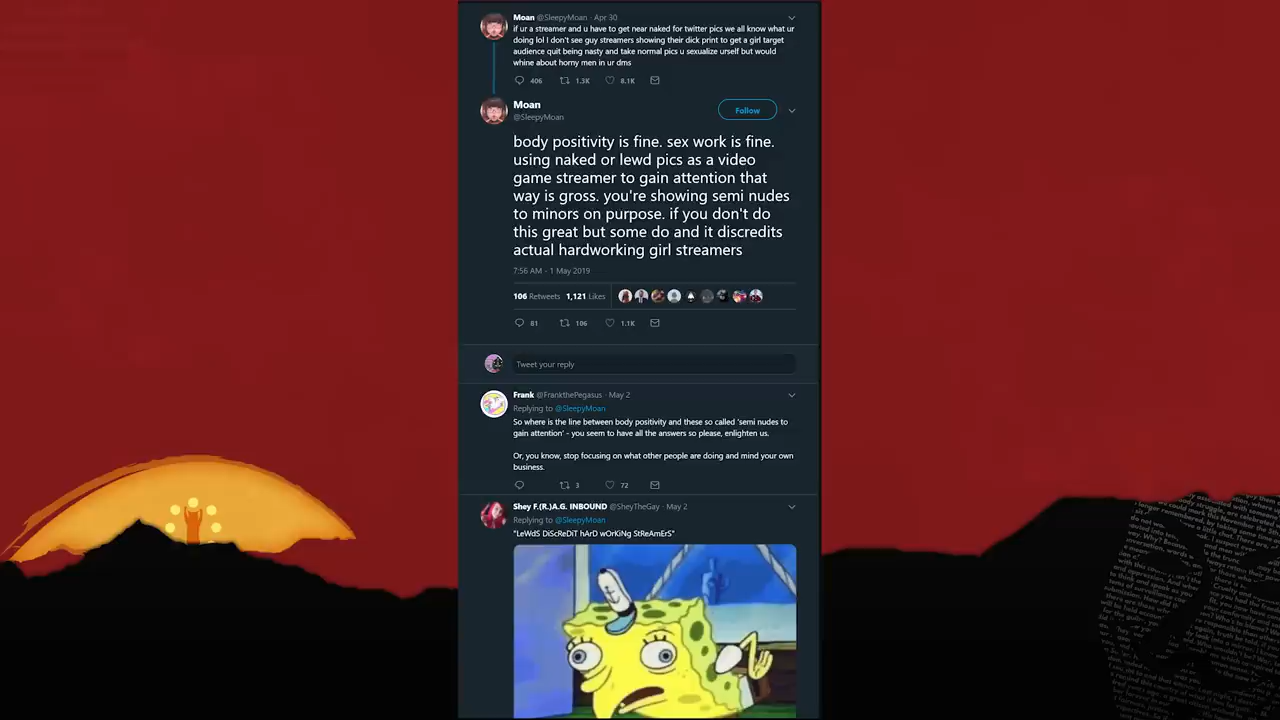 Moan @SleepyMoan · Apr 30
if ur a streamer and u have to get near naked for twitter pics we all know what ur
doing lol I don't see guy streamers showing their dick print to get a girl target
audience quit being nasty and take normal pics u sexualize urself but would
whine about horny men in ur dms
406 1.3K 8.1K
Moan
@SleepyMoan
Follow
body positivity is fine. sex work is fine.
using naked or lewd pics as a video
game streamer to gain attention that
way is gross. you're showing semi nudes
to minors on purpose. if you don't do
this great but some do and it discredits
actual hardworking girl streamers
7:56 AM - 1 May 2019
106 Retweets 1,121 Likes
81 106 1.1K
Tweet your reply
Frank @FrankthePegasus · May 2
Replying to @SleepyMoan
So where is the line between body positivity and these so called 'semi nudes to
gain attention' - you seem to have all the answers so please, enlighten us.
Or, you know, stop focusing on what other people are doing and mind your own
business.
3 72
Shey F.(R.)A.G. INBOUND @SheyTheGay · May 2
Replying to @SleepyMoan
"LeWdS DiScReDiT hArD wOrKiNg StReAmErS"